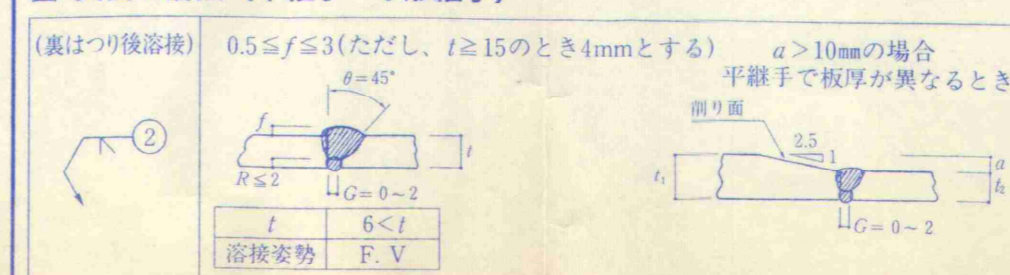 (裏はつり後溶接)
0.5≦f≦3(ただし、t≧15のとき4mmとする)
a>10mmの場合
平継手で板厚が異なるとき
θ=45°
f
t
R≦2
G=0~2
2
削り面
2.5
1
t₁
a
t₂
G=0~2
t 6<t
溶接姿勢 F. V